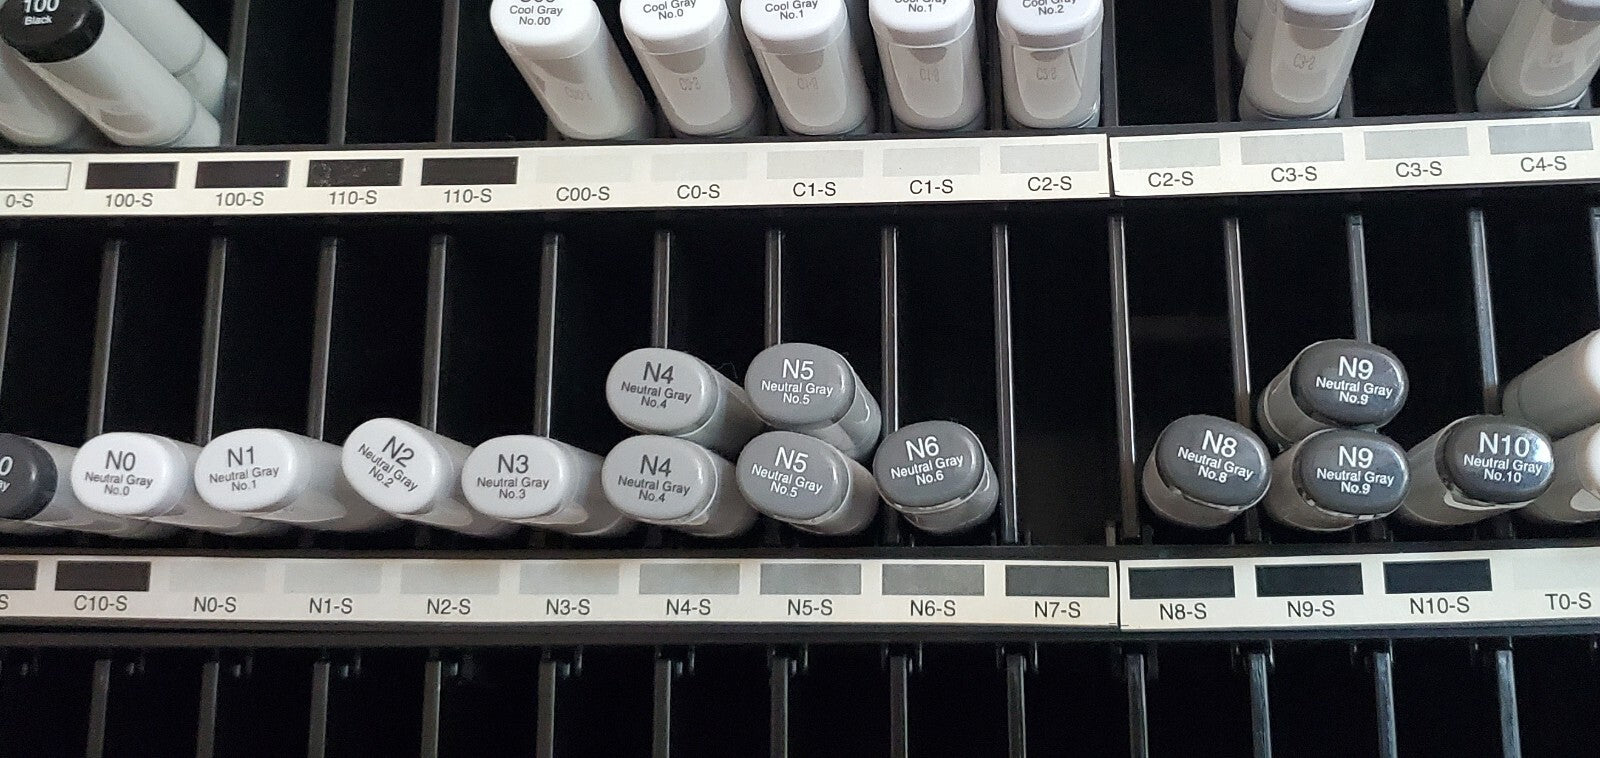 100
Black
Cool Gray
No.00
Cool Gray
No.0
Cool Gray
No.1
Cool Gray
No.1
Cool Gray
No.2
0-S 100-S 100-S 110-S 110-S C00-S C0-S C1-S C1-S C2-S C2-S C3-S C3-S C4-S
N4
Neutral Gray
No.4
N5
Neutral Gray
No.5
N9
Neutral Gray
No.9
0
N0
Neutral Gray
No.0
N1
Neutral Gray
No.1
N2
Neutral Gray
No.2
N3
Neutral Gray
No.3
N4
Neutral Gray
No.4
N5
Neutral Gray
No.5
N6
Neutral Gray
No.6
N8
Neutral Gray
No.8
N9
Neutral Gray
No.9
N10
Neutral Gray
No.10
S C10-S N0-S N1-S N2-S N3-S N4-S N5-S N6-S N7-S N8-S N9-S N10-S T0-S